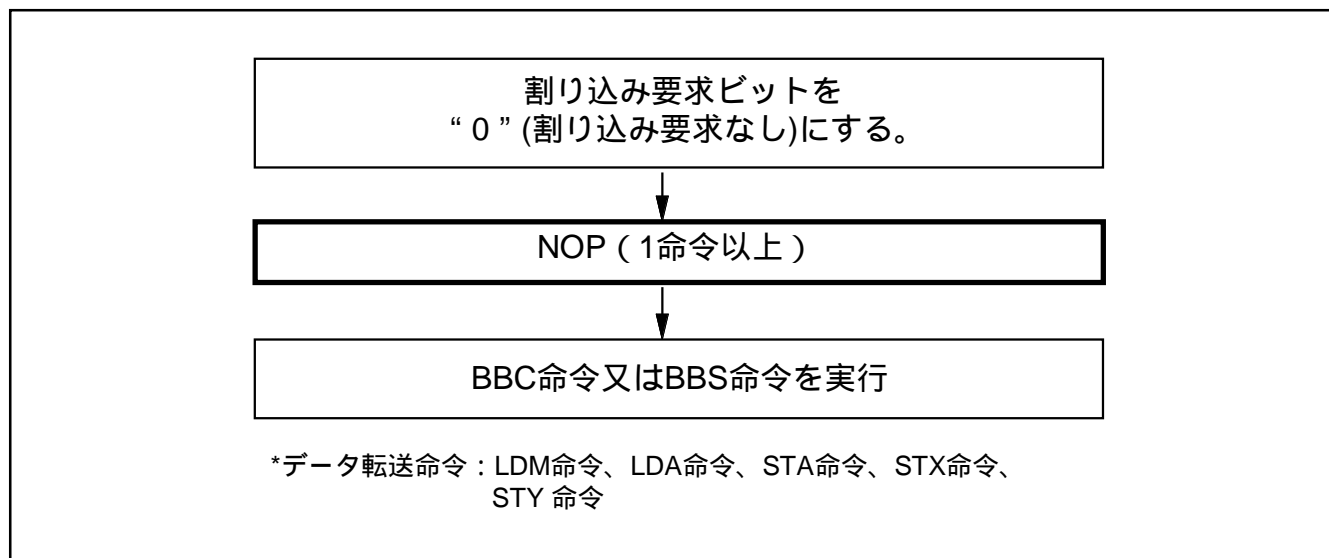 割り込み要求ビットを
“ 0 ” (割り込み要求なし)にする。
NOP（1命令以上）
BBC命令又はBBS命令を実行
*データ転送命令：LDM命令、LDA命令、STA命令、STX命令、
STY 命令